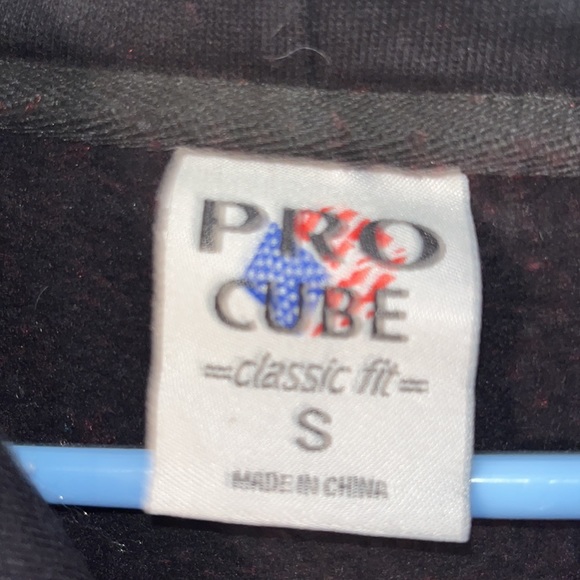 PRO
CUBE
=classic fit=
S
MADE IN CHINA